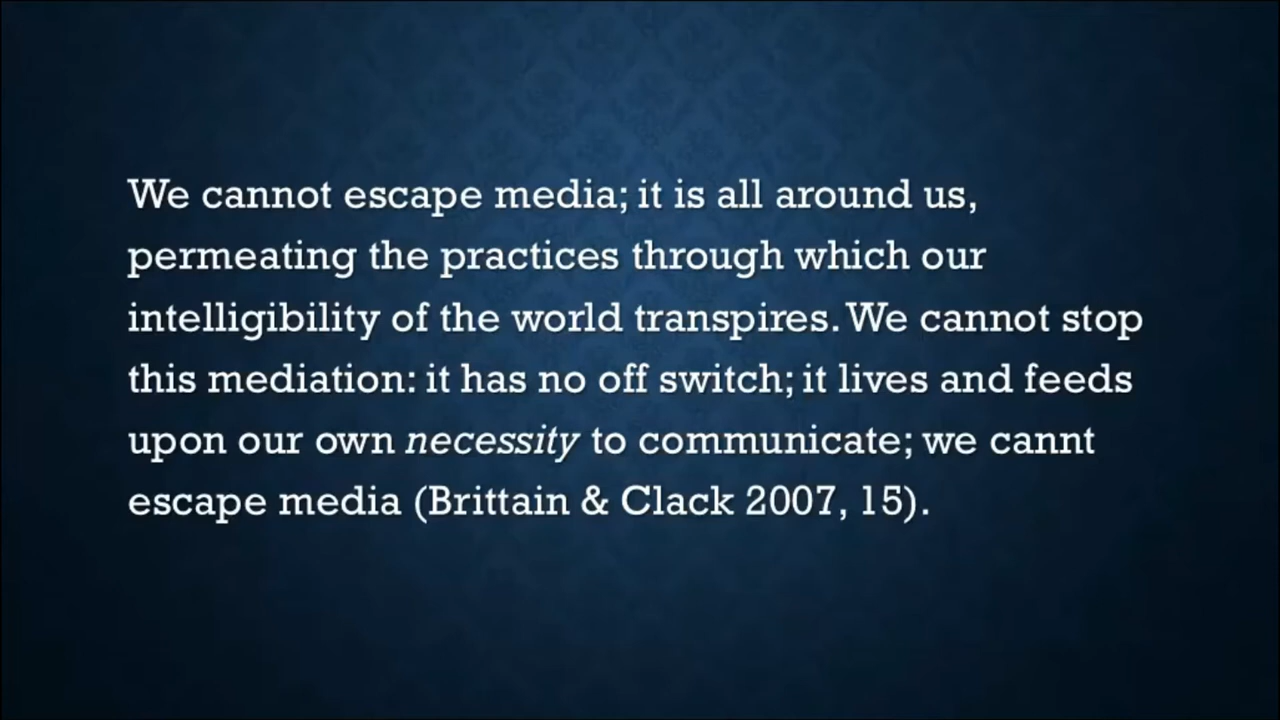 We cannot escape media; it is all around us,
permeating the practices through which our
intelligibility of the world transpires. We cannot stop
this mediation: it has no off switch; it lives and feeds
upon our own necessity to communicate; we cannt
escape media (Brittain & Clack 2007, 15).